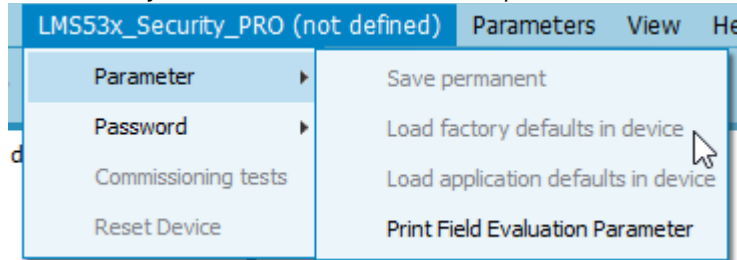 LMS53x_Security_PRO (not defined) Parameters View He
Parameter Save permanent
Password Load factory defaults in device
d
Commissioning tests Load application defaults in device
Reset Device Print Field Evaluation Parameter